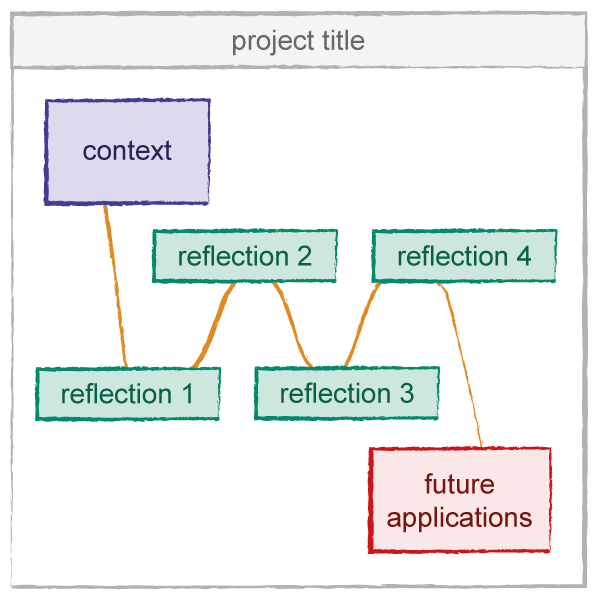 project title
context
reflection 2
reflection 4
reflection 1
reflection 3
future
applications